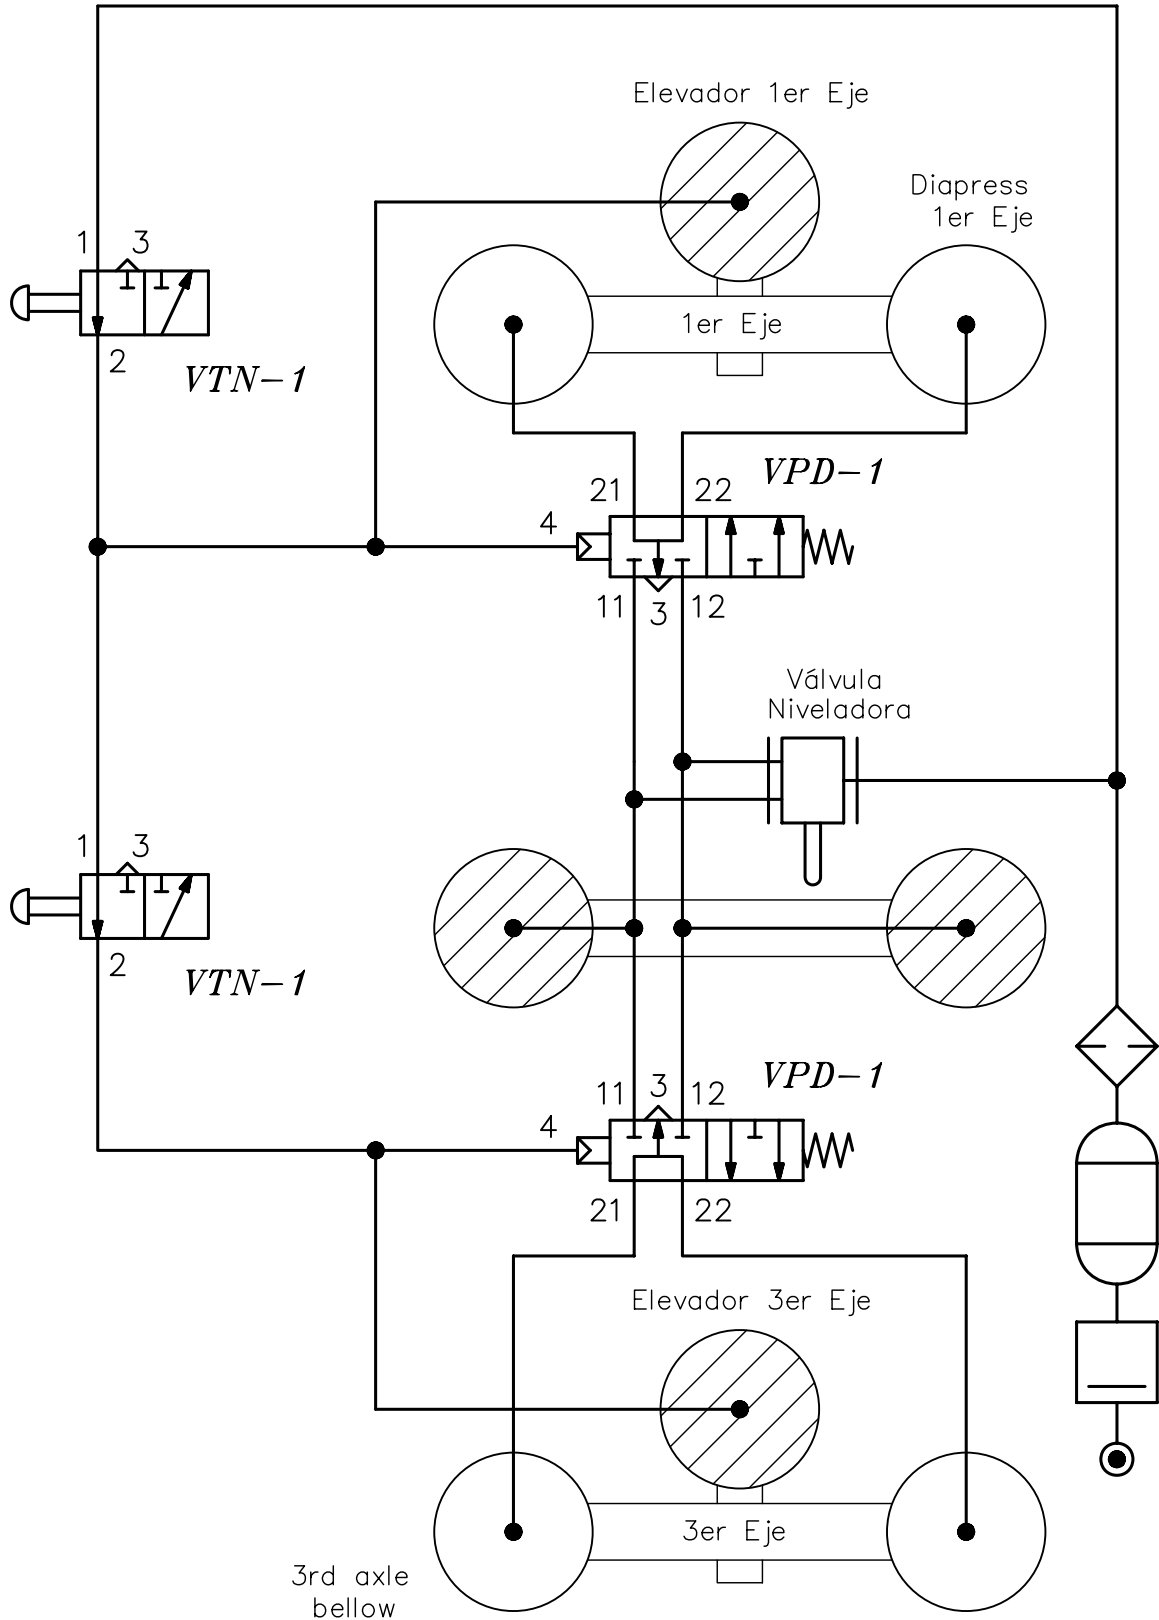 Elevador 1er Eje
Diapress
1er Eje
1 3
1er Eje
2
VTN-1
VPD-1
21 22
4
11 3 12
Válvula
Niveladora
1 3
2
VTN-1
VPD-1
11 3 12
4
21 22
Elevador 3er Eje
3er Eje
3rd axle
bellow